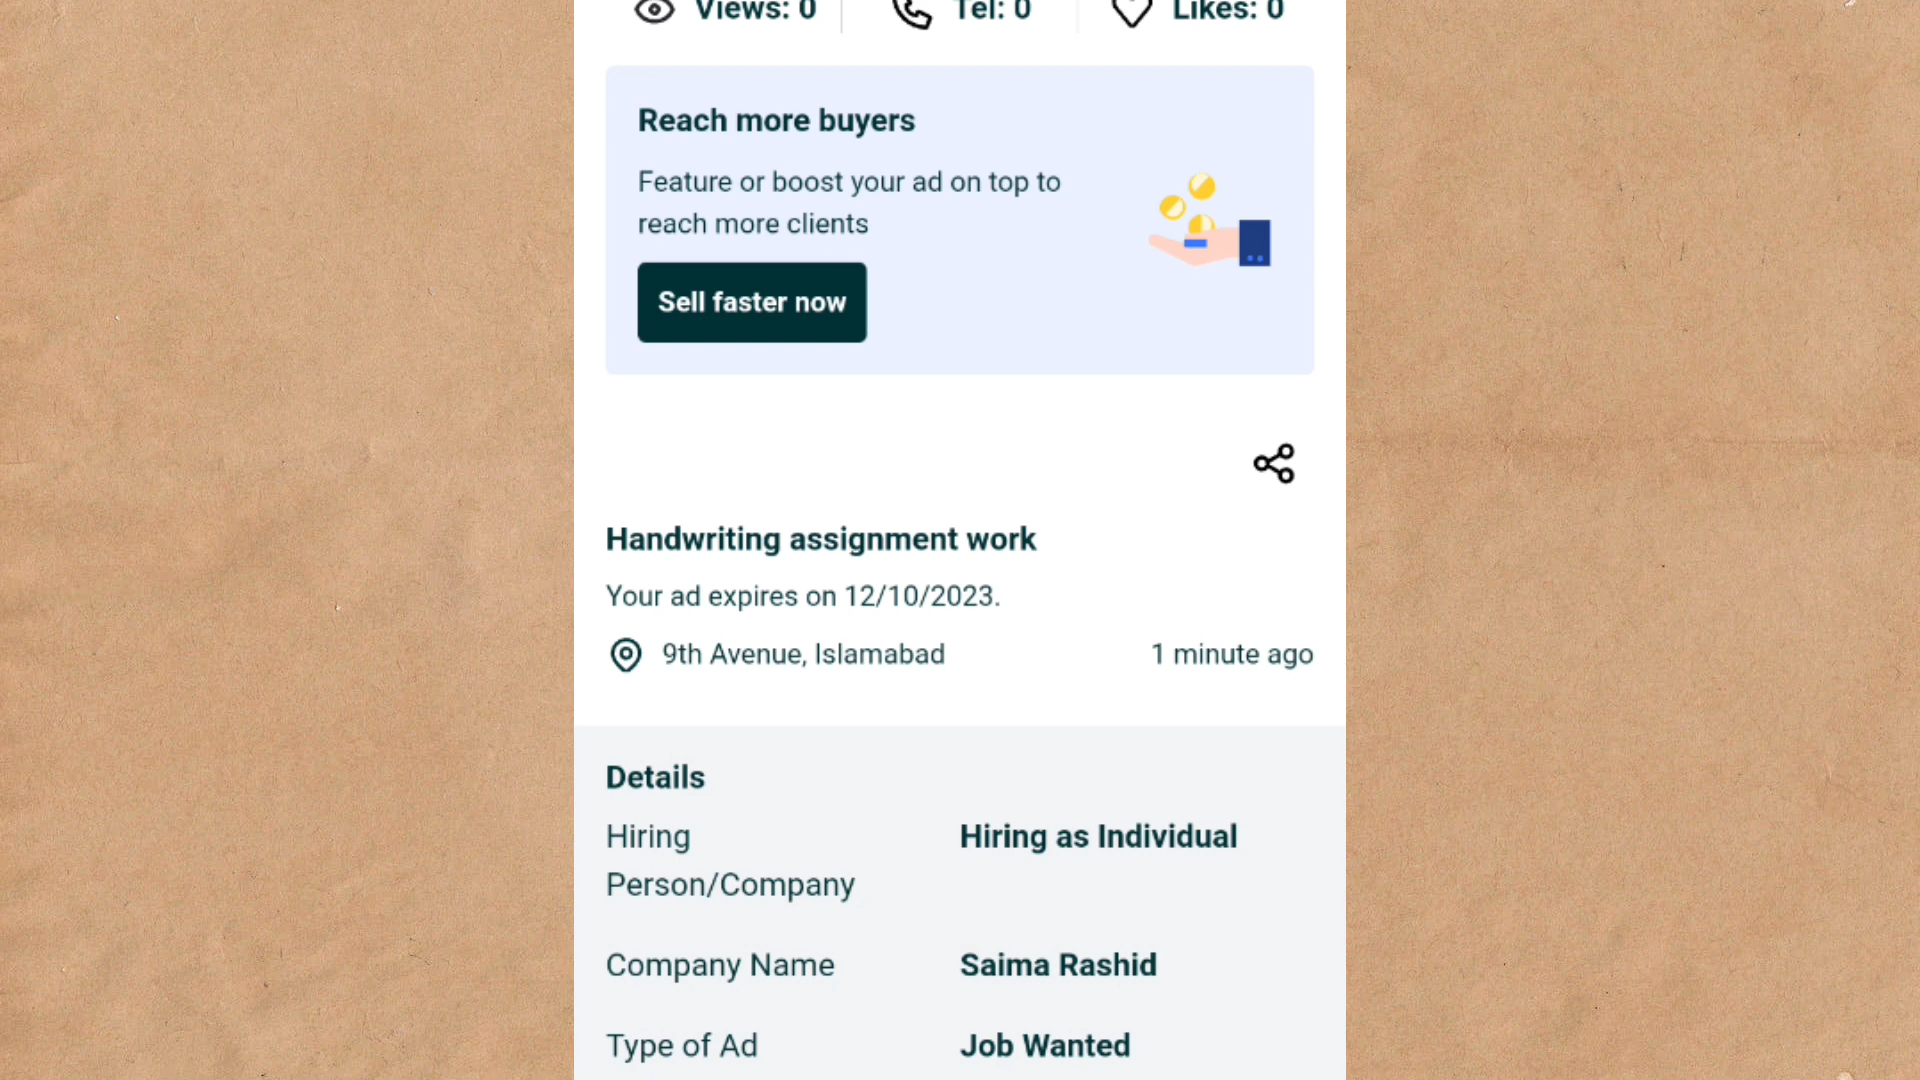 Views: 0 Tel: 0 Likes: 0
Reach more buyers
Feature or boost your ad on top to
reach more clients
Sell faster now
Handwriting assignment work
Your ad expires on 12/10/2023.
9th Avenue, Islamabad 1 minute ago
Details
Hiring Hiring as Individual
Person/Company
Company Name Saima Rashid
Type of Ad Job Wanted